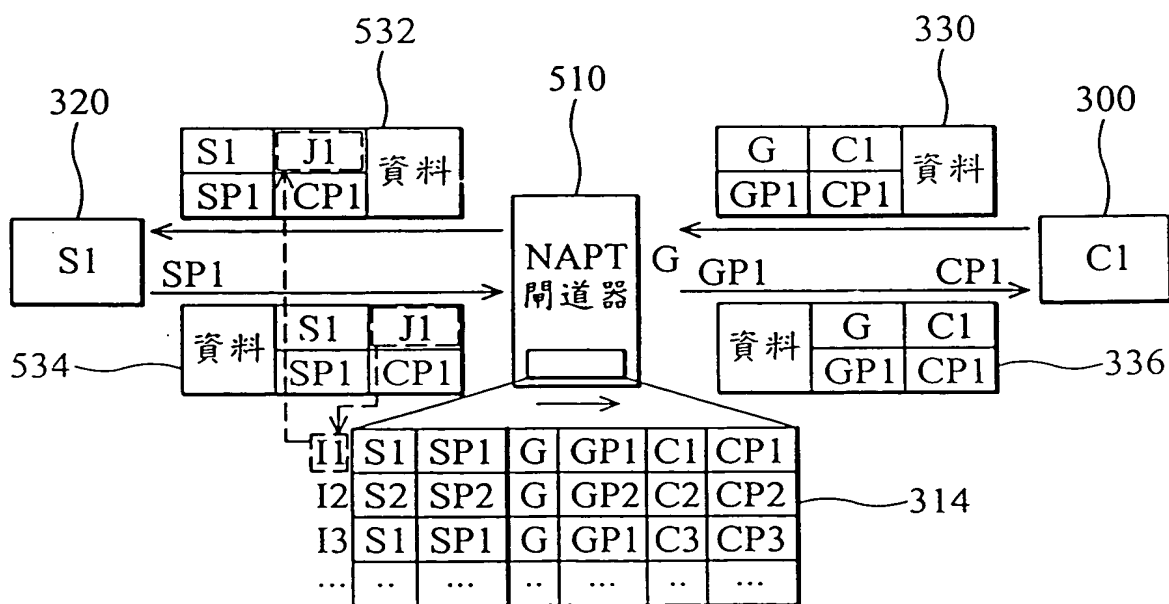 532
330
320
510
300
S1 J1 資料
SP1 CP1
G C1 資料
GP1 CP1
S1
SP1
NAPT
閘道器
G
GP1
CP1
C1
資料 S1 J1
SP1 CP1
534
資料 G C1
GP1 CP1
336
I1 S1 SP1 G GP1 C1 CP1
I2 S2 SP2 G GP2 C2 CP2
I3 S1 SP1 G GP1 C3 CP3
... .. ... .. ... .. ...
314